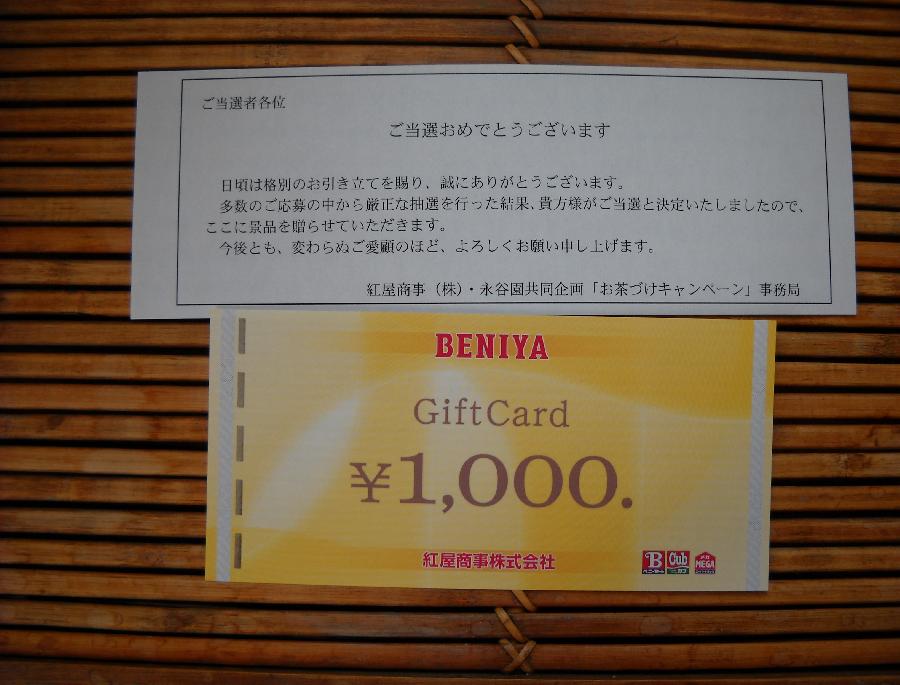 ご当選者各位
ご当選おめでとうございます
日頃は格別のお引き立てを賜り、誠にありがとうございます。
多数のご応募の中から厳正な抽選を行った結果、貴方様がご当選と決定いたしましたので、
ここに景品を贈らせていただきます。
今後とも、変わらぬご愛顧のほど、よろしくお願い申し上げます。
紅屋商事（株）・永谷園共同企画「お茶づけキャンペーン」事務局
BENIYA
GiftCard
¥1,000.
紅屋商事株式会社
B Cub MEGA